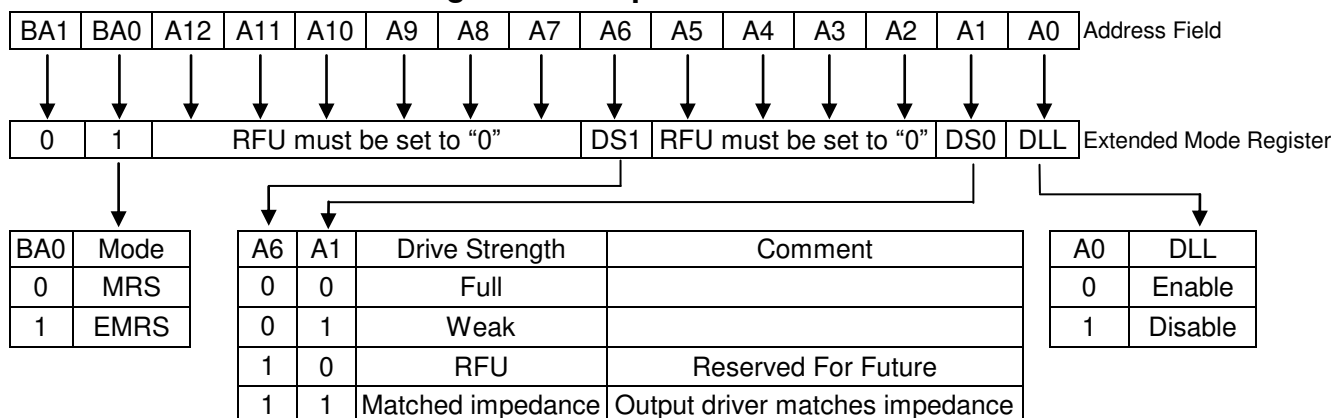 BA1 BA0 A12 A11 A10 A9 A8 A7 A6 A5 A4 A3 A2 A1 A0 Address Field
0 1 RFU must be set to “0” DS1 RFU must be set to “0” DS0 DLL Extended Mode Register
BA0 Mode
0 MRS
1 EMRS
A6 A1 Drive Strength Comment
0 0 Full
0 1 Weak
1 0 RFU Reserved For Future
1 1 Matched impedance Output driver matches impedance
A0 DLL
0 Enable
1 Disable